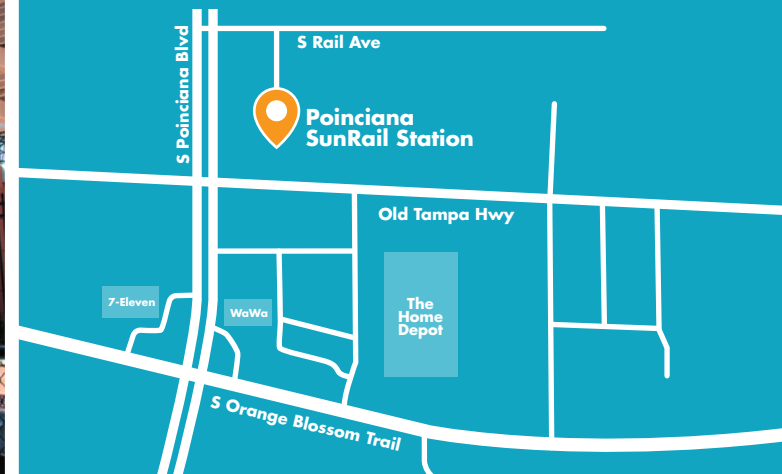 S Poinciana Blvd
S Rail Ave
Poinciana
SunRail Station
Old Tampa Hwy
7-Eleven
WaWa
The
Home
Depot
S Orange Blossom Trail